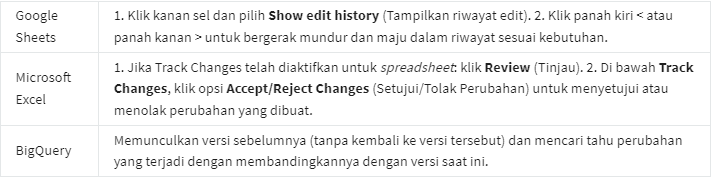 Google
Sheets
1. Klik kanan sel dan pilih Show edit history (Tampilkan riwayat edit). 2. Klik panah kiri < atau
panah kanan > untuk bergerak mundur dan maju dalam riwayat sesuai kebutuhan.
Microsoft
Excel
1. Jika Track Changes telah diaktifkan untuk spreadsheet: klik Review (Tinjau). 2. Di bawah Track
Changes, klik opsi Accept/Reject Changes (Setujui/Tolak Perubahan) untuk menyetujui atau
menolak perubahan yang dibuat.
BigQuery
Memunculkan versi sebelumnya (tanpa kembali ke versi tersebut) dan mencari tahu perubahan
yang terjadi dengan membandingkannya dengan versi saat ini.